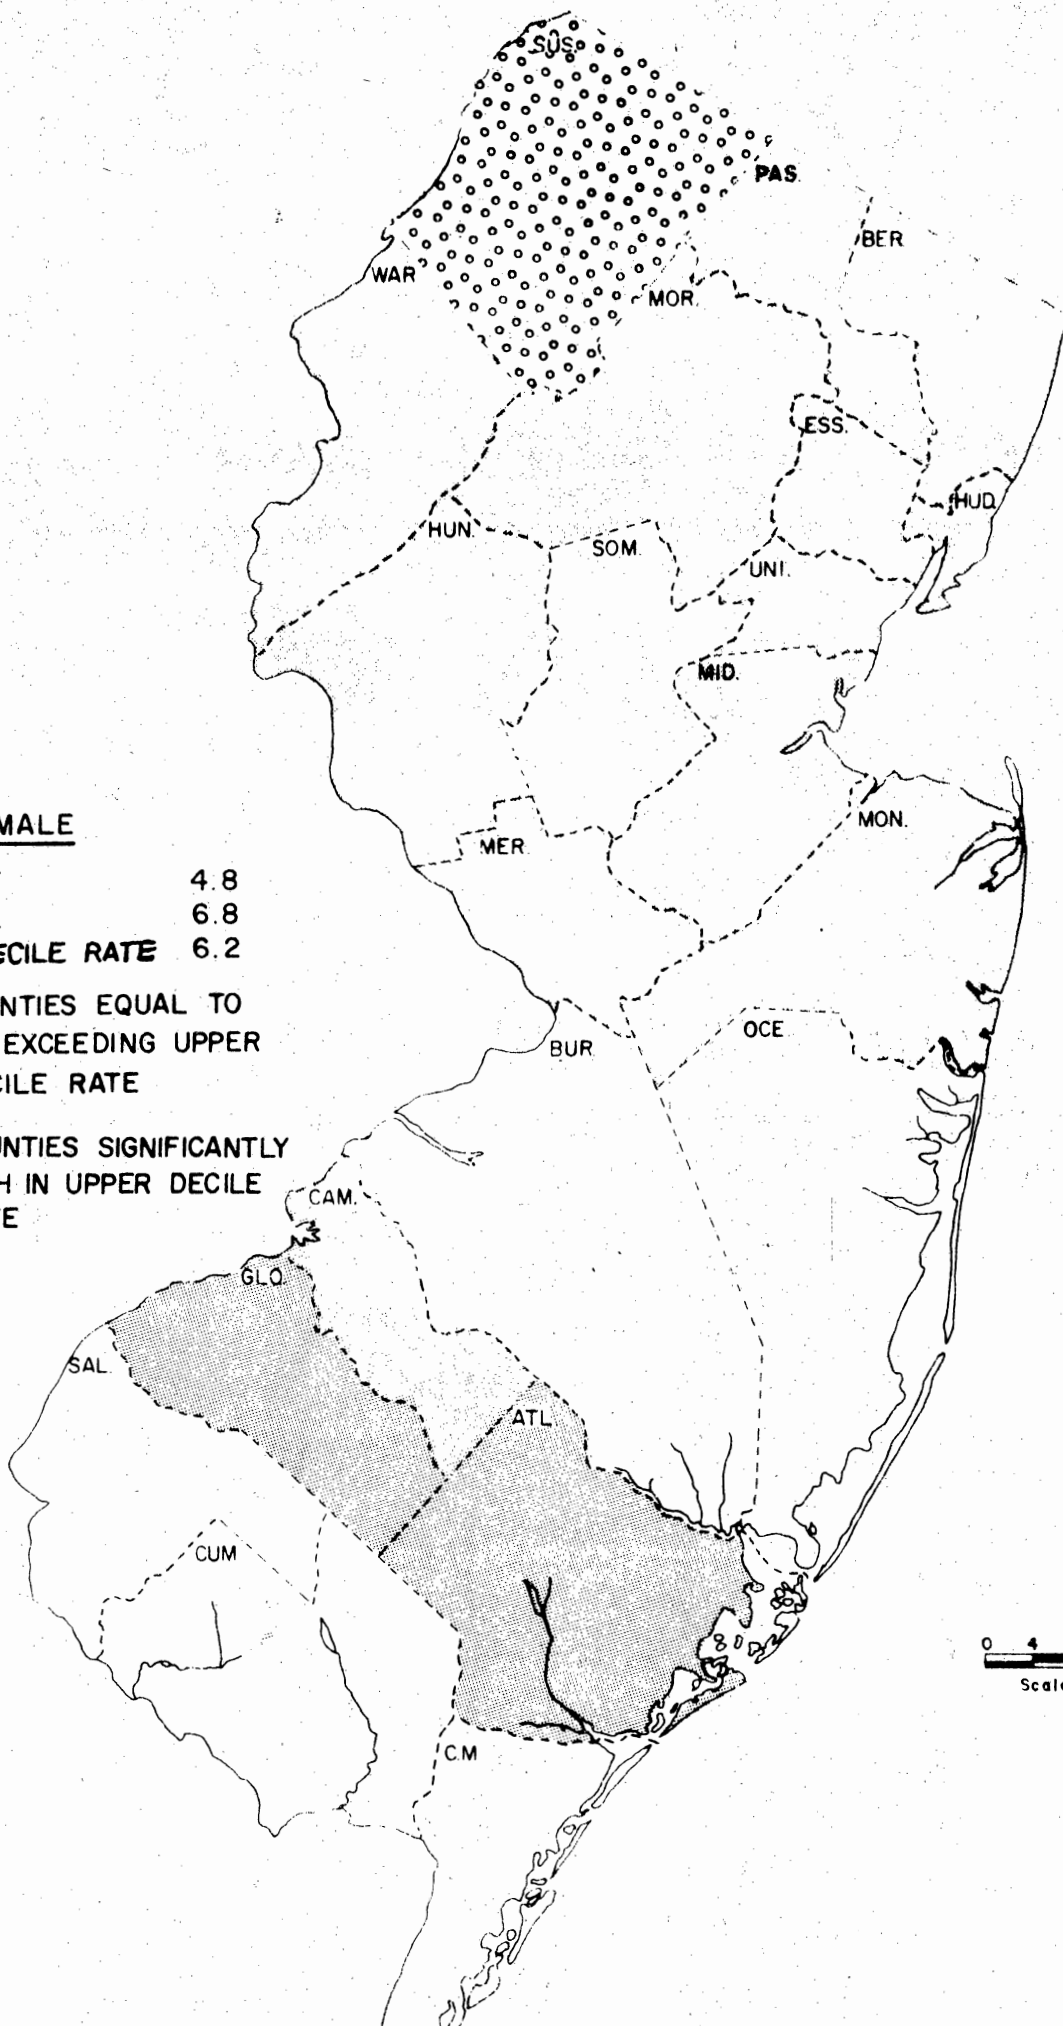 SUS.
PAS.
BER.
WAR.
MOR.
ESS.
HUD.
HUN.
SOM.
UNI.
MID.
MALE
4.8
6.8
ECILE RATE 6.2
NTIES EQUAL TO
EXCEEDING UPPER
CILE RATE
UNTIES SIGNIFICANTLY
H IN UPPER DECILE
E
MON.
MER.
OCE.
BUR.
CAM.
GLO.
SAL.
ATL.
CUM
C.M
0 4
Scale